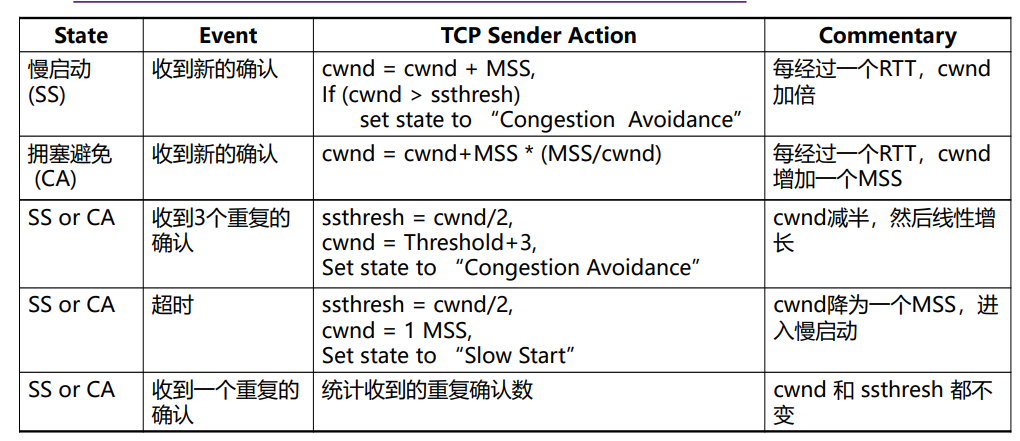 State Event TCP Sender Action Commentary
慢启动
(SS)
收到新的确认
cwnd = cwnd + MSS,
If (cwnd > ssthresh)
set state to “Congestion Avoidance”
每经过一个RTT，cwnd
加倍
拥塞避免
(CA)
收到新的确认
cwnd = cwnd+MSS * (MSS/cwnd)
每经过一个RTT，cwnd
增加一个MSS
SS or CA
收到3个重复的
确认
ssthresh = cwnd/2,
cwnd = Threshold+3,
Set state to “Congestion Avoidance”
cwnd减半，然后线性增
长
SS or CA
超时
ssthresh = cwnd/2,
cwnd = 1 MSS,
Set state to “Slow Start”
cwnd降为一个MSS，进
入慢启动
SS or CA
收到一个重复的
确认
统计收到的重复确认数
cwnd 和 ssthresh 都不
变